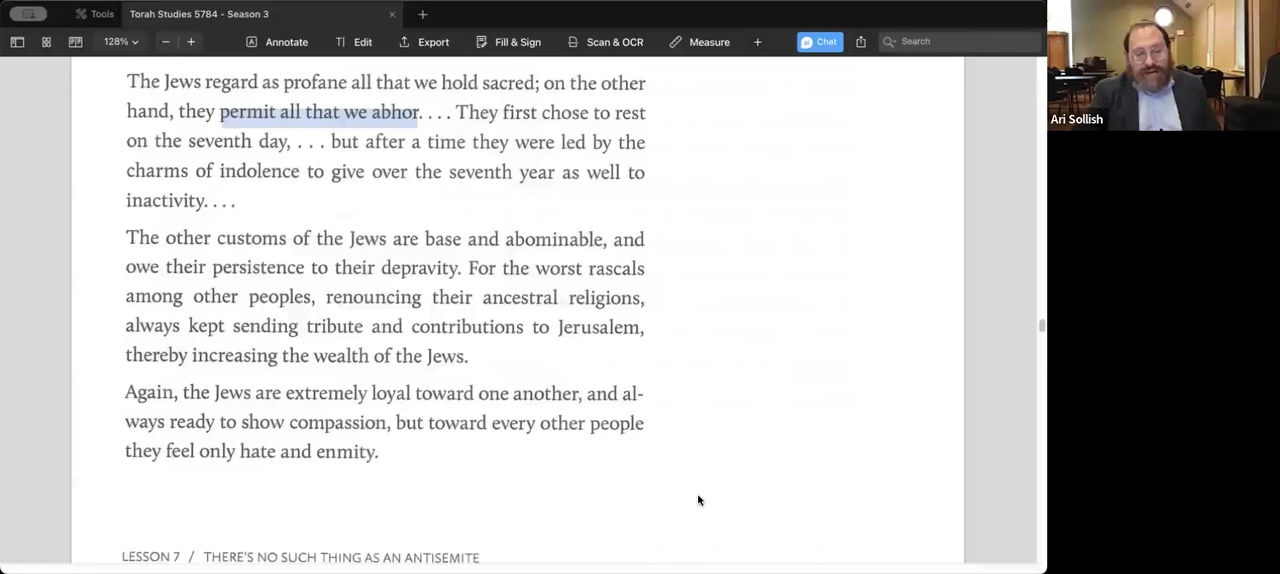 Tools
Torah Studies 5784 - Season 3
128%
Annotate
Edit
Export
Fill & Sign
Scan & OCR
Measure
Chat
Search
The Jews regard as profane all that we hold sacred; on the other
hand, they permit all that we abhor. . . . They first chose to rest
on the seventh day, . . . but after a time they were led by the
charms of indolence to give over the seventh year as well to
inactivity. . . .
The other customs of the Jews are base and abominable, and
owe their persistence to their depravity. For the worst rascals
among other peoples, renouncing their ancestral religions,
always kept sending tribute and contributions to Jerusalem,
thereby increasing the wealth of the Jews.
Again, the Jews are extremely loyal toward one another, and al-
ways ready to show compassion, but toward every other people
they feel only hate and enmity.
LESSON 7 / THERE'S NO SUCH THING AS AN ANTISEMITE
Ari Sollish